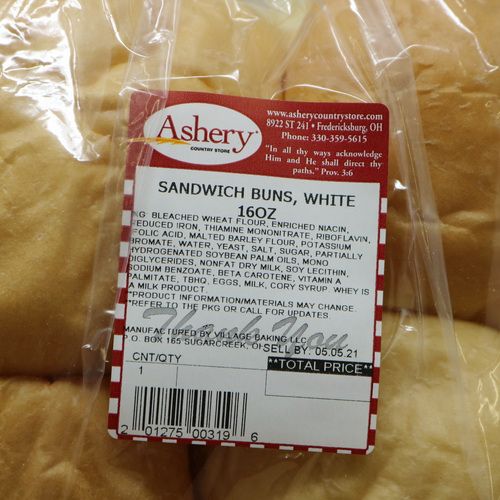 Ashery
COUNTRY STORE
www.asherycountrystore.com
8922 ST 241 • Fredericksburg, OH
Phone: 330-359-5615
"In all thy ways acknowledge
Him and He shall direct thy
paths." Prov. 3:6
SANDWICH BUNS, WHITE
16OZ
NG: BLEACHED WHEAT FLOUR, ENRICHED NIACIN,
REDUCED IRON, THIAMINE MONONITRATE, RIBOFLAVIN,
FOLIC ACID, MALTED BARLEY FLOUR, POTASSIUM
BROMATE, WATER, YEAST, SALT, SUGAR, PARTIALLY
HYDROGENATED SOYBEAN PALM OILS, MONO
DIGLYCERIDES, NONFAT DRY MILK, SOY LECITHIN,
SODIUM BENZOATE, BETA CAROTENE, VITAMIN A
PALMITATE, TBHQ, EGGS, MILK, CORY SYRUP. WHEY IS
A MILK PRODUCT.
**PRODUCT INFORMATION/MATERIALS MAY CHANGE.
REFER TO THE PKG OR CALL FOR UPDATES.
Thank You
MANUFACTURED BY VILLAGE BAKING LLC
P.O. BOX 165 SUGARCREEK, OH
SELL BY: 05.05.21
CNT/QTY
**TOTAL PRICE**
1
2 01275 00319 6